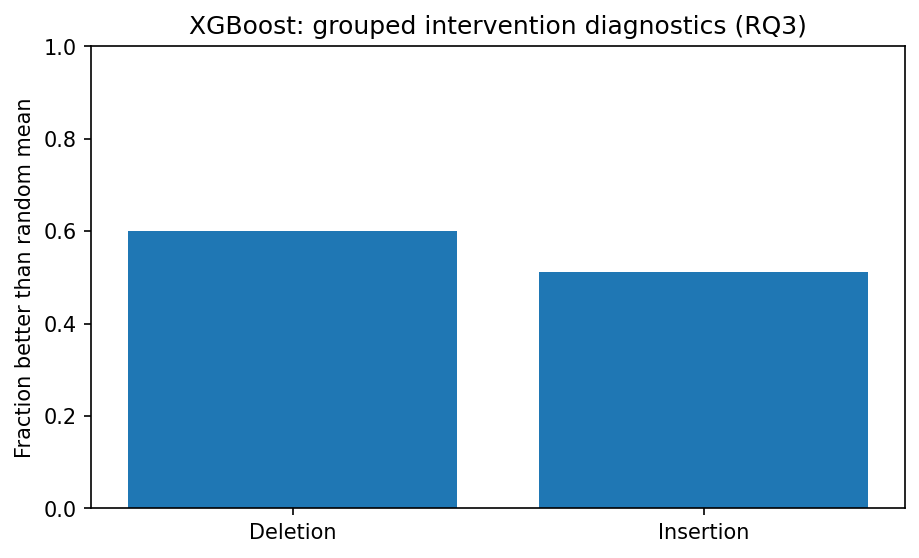 XGBoost: grouped intervention diagnostics (RQ3)
Fraction better than random mean
1.0
0.8
0.6
0.4
0.2
0.0
Deletion
Insertion